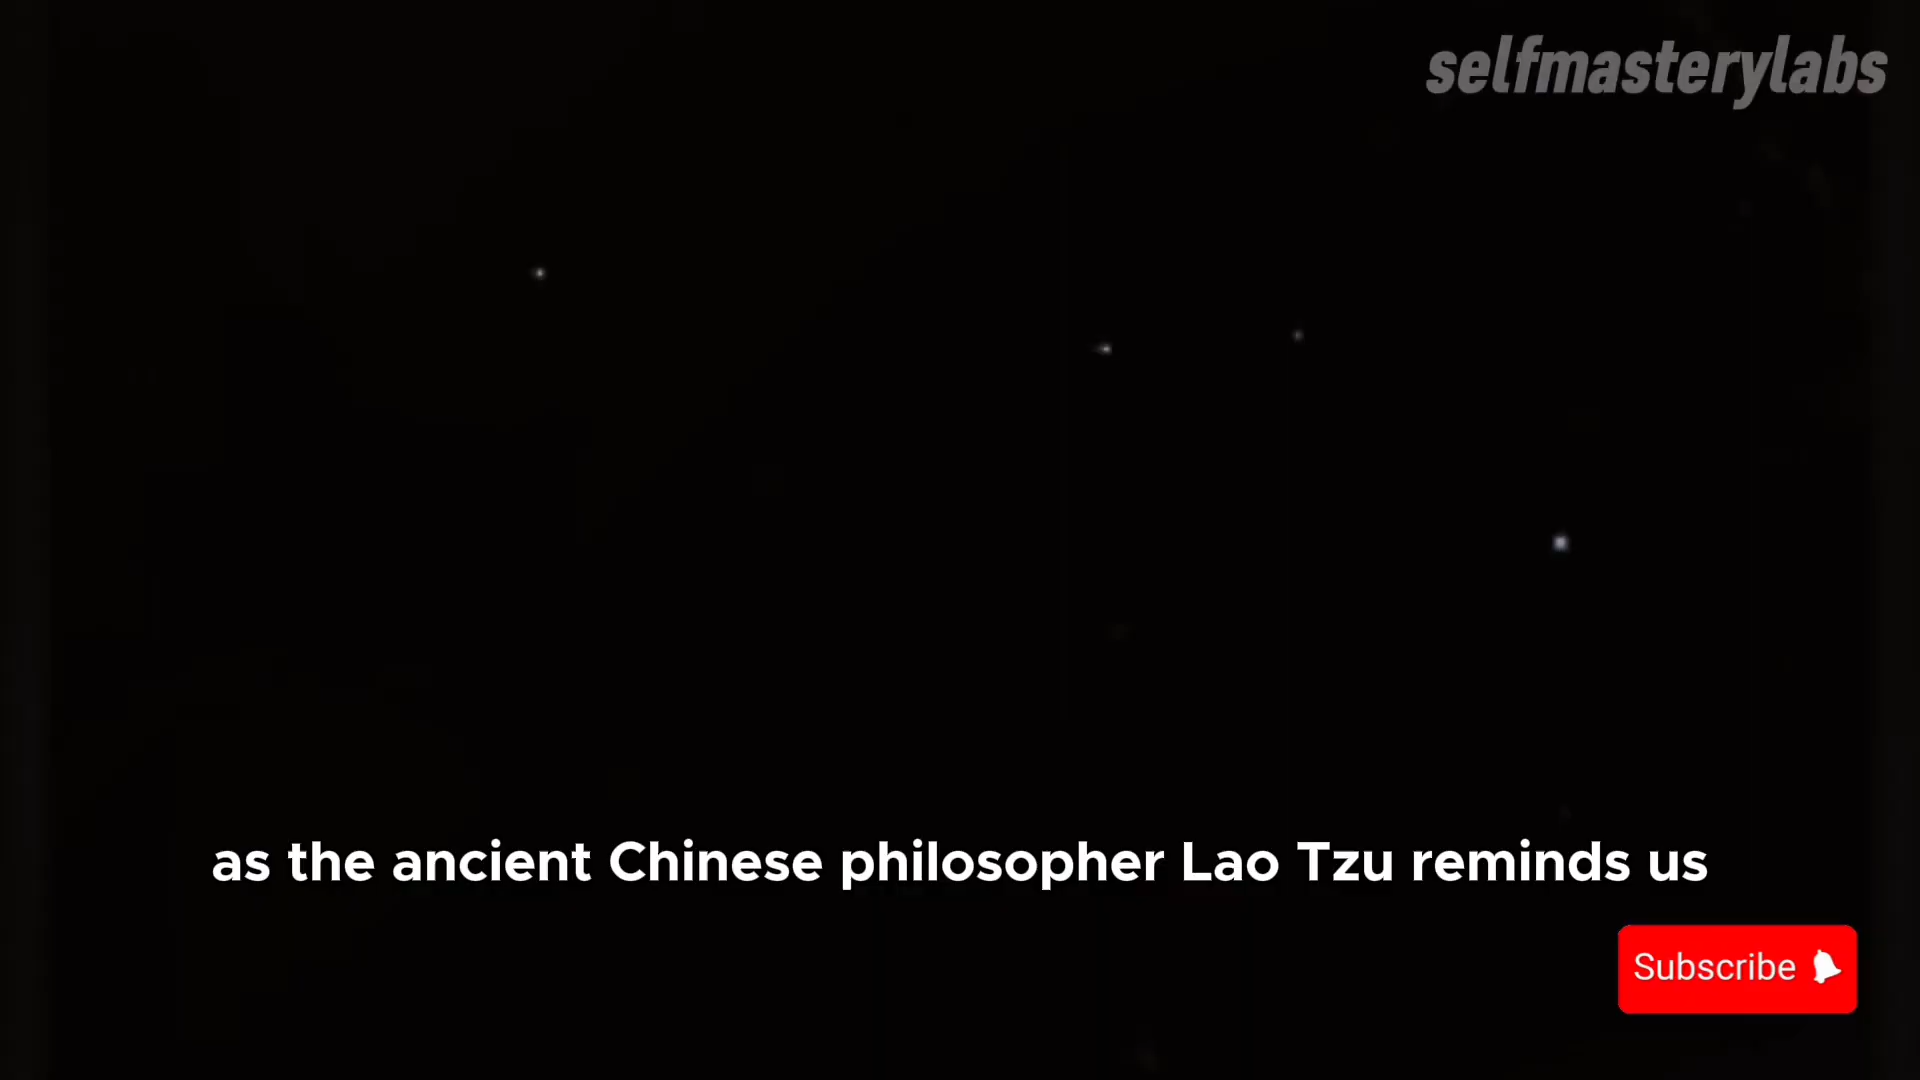 selfmasterylabs
as the ancient Chinese philosopher Lao Tzu reminds us
Subscribe